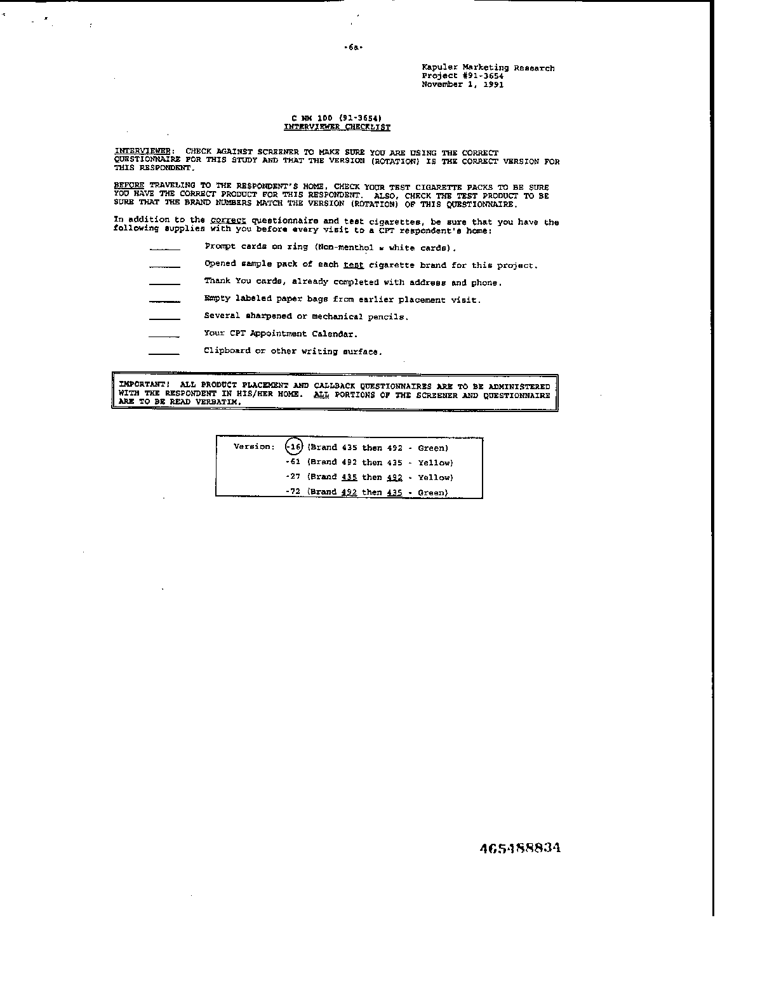 -6a-
Kapuler Marketing Research
Project #91-3654
November 1, 1991
C NM 100 (91-3654)
INTERVIEWER CHECKLIST
INTERVIEWER: CHECK AGAINST SCREENER TO MAKE SURE YOU ARE USING THE CORRECT
QUESTIONNAIRE FOR THIS STUDY AND THAT THE VERSION (ROTATION) IS THE CORRECT VERSION FOR
THIS RESPONDENT.
BEFORE TRAVELING TO THE RESPONDENT'S HOME, CHECK YOUR TEST CIGARETTE PACKS TO BE SURE
YOU HAVE THE CORRECT PRODUCT FOR THIS RESPONDENT. ALSO, CHECK THE TEST PRODUCT TO BE
SURE THAT THE BRAND NUMBERS MATCH THE VERSION (ROTATION) OF THIS QUESTIONNAIRE.
In addition to the correct questionnaire and test cigarettes, be sure that you have the
following supplies with you before every visit to a CPT respondent's home:
Prompt cards on ring (Non-menthol = white cards).
Opened sample pack of each test cigarette brand for this project.
Thank You cards, already completed with address and phone.
Empty labeled paper bags from earlier placement visit.
Several sharpened or mechanical pencils.
Your CPT Appointment Calendar.
Clipboard or other writing surface.
IMPORTANT! ALL PRODUCT PLACEMENT AND CALLBACK QUESTIONNAIRES ARE TO BE ADMINISTERED
WITH THE RESPONDENT IN HIS/HER HOME. ALL PORTIONS OF THE SCREENER AND QUESTIONNAIRE
ARE TO BE READ VERBATIM.
Version: -16 (Brand 435 then 492 - Green)
-61 (Brand 492 then 435 - Yellow)
-27 (Brand 435 then 492 - Yellow)
-72 (Brand 492 then 435 - Green)
465488834